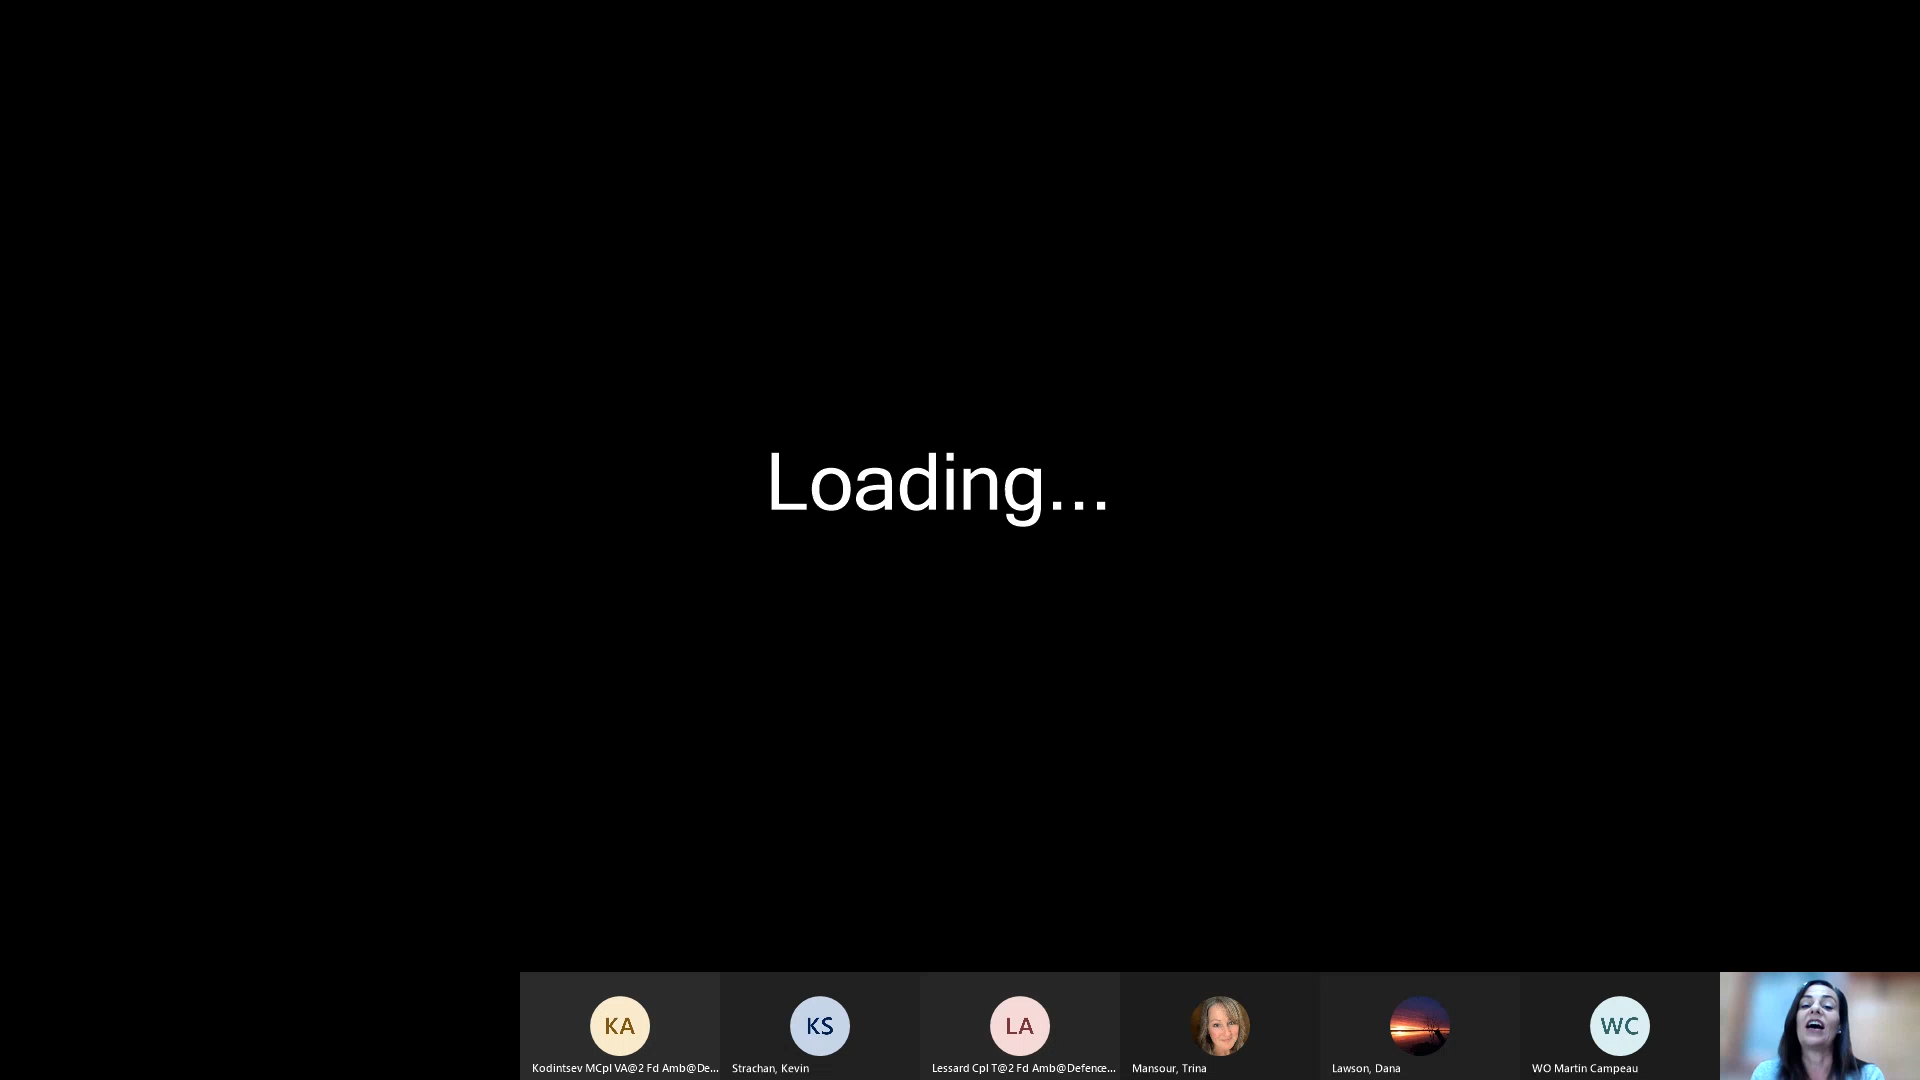 Loading...
KA
KS
LA
WC
Kodintsev MCpl VA@2 Fd Amb@De...
Strachan, Kevin
Lessard Cpl T@2 Fd Amb@Defence...
Mansour, Trina
Lawson, Dana
WO Martin Campeau